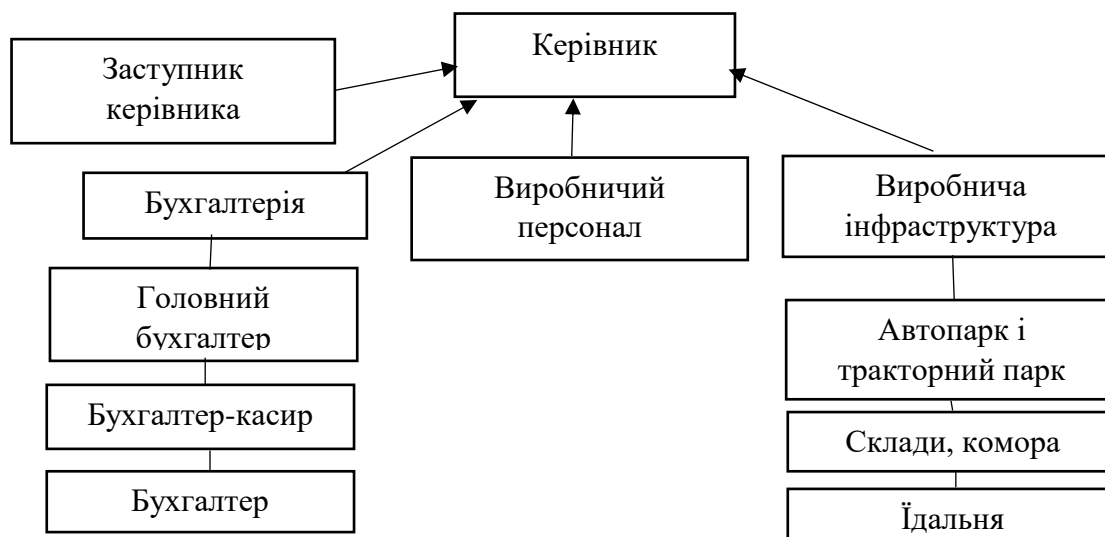 Керівник
Заступник
керівника
Бухгалтерія
Виробничий
персонал
Виробнича
інфраструктура
Головний
бухгалтер
Автопарк і
тракторний парк
Бухгалтер-касир
Склади, комора
Бухгалтер
Їдальня